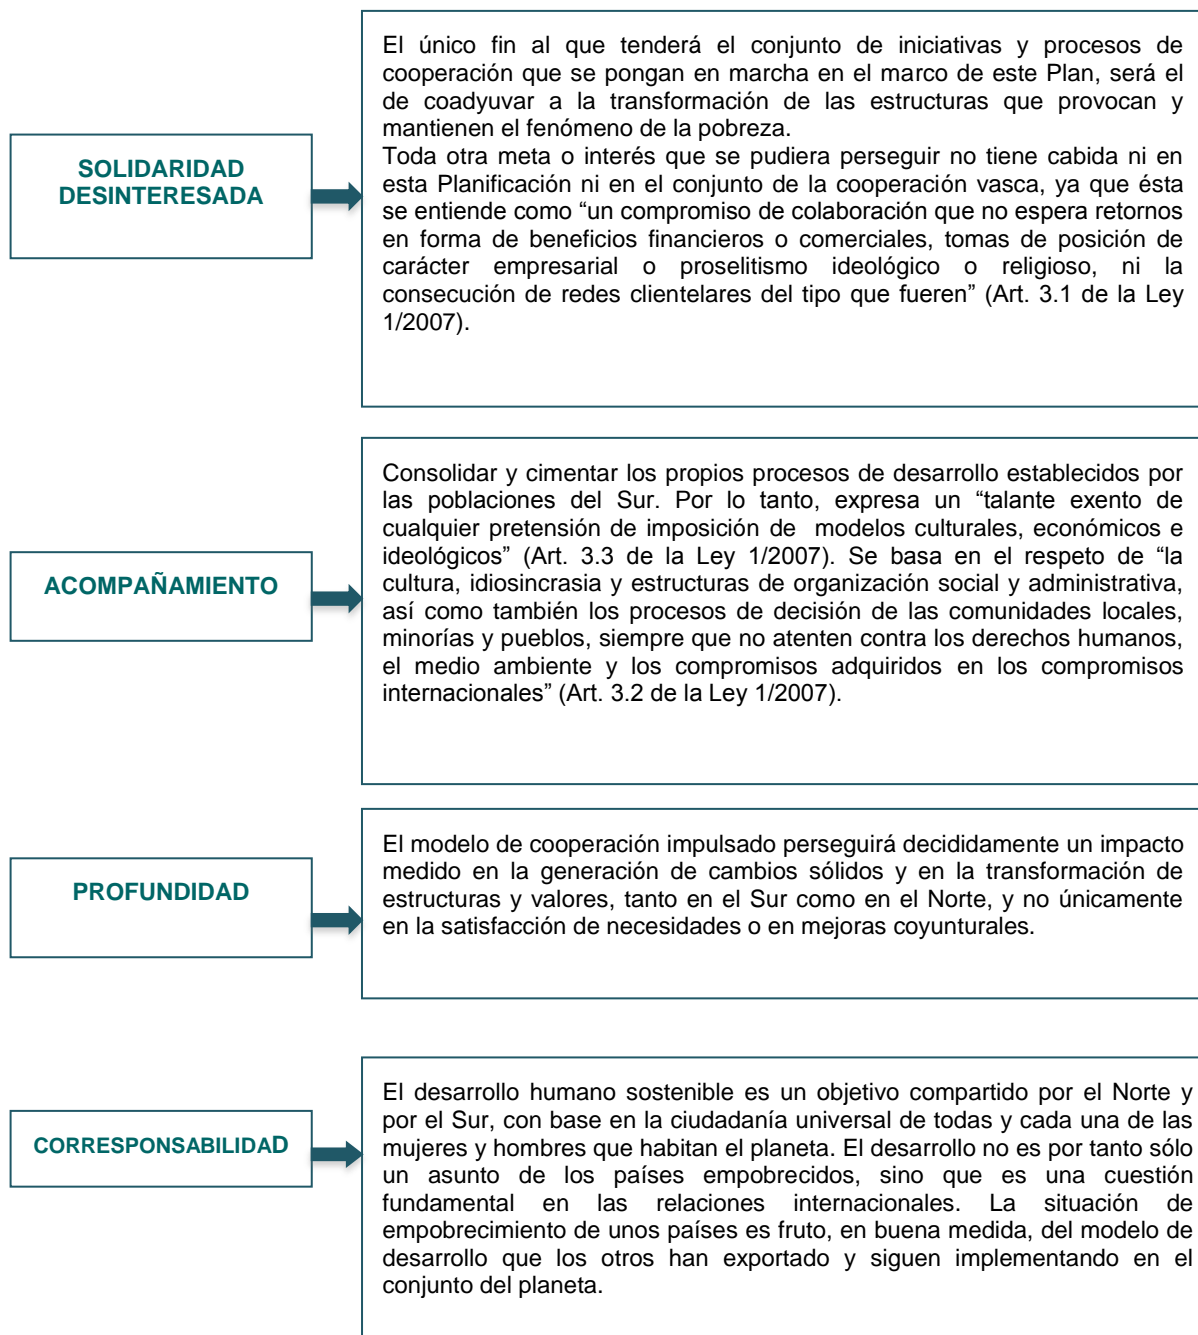 SOLIDARIDAD
DESINTERESADA
El único fin al que tenderá el conjunto de iniciativas y procesos de
cooperación que se pongan en marcha en el marco de este Plan, será el
de coadyuvar a la transformación de las estructuras que provocan y
mantienen el fenómeno de la pobreza.
Toda otra meta o interés que se pudiera perseguir no tiene cabida ni en
esta Planificación ni en el conjunto de la cooperación vasca, ya que ésta
se entiende como “un compromiso de colaboración que no espera retornos
en forma de beneficios financieros o comerciales, tomas de posición de
carácter empresarial o proselitismo ideológico o religioso, ni la
consecución de redes clientelares del tipo que fueren” (Art. 3.1 de la Ley
1/2007).
ACOMPAÑAMIENTO
Consolidar y cimentar los propios procesos de desarrollo establecidos por
las poblaciones del Sur. Por lo tanto, expresa un “talante exento de
cualquier pretensión de imposición de modelos culturales, económicos e
ideológicos” (Art. 3.3 de la Ley 1/2007). Se basa en el respeto de “la
cultura, idiosincrasia y estructuras de organización social y administrativa,
así como también los procesos de decisión de las comunidades locales,
minorías y pueblos, siempre que no atenten contra los derechos humanos,
el medio ambiente y los compromisos adquiridos en los compromisos
internacionales” (Art. 3.2 de la Ley 1/2007).
PROFUNDIDAD
El modelo de cooperación impulsado perseguirá decididamente un impacto
medido en la generación de cambios sólidos y en la transformación de
estructuras y valores, tanto en el Sur como en el Norte, y no únicamente
en la satisfacción de necesidades o en mejoras coyunturales.
CORRESPONSABILIDAD
El desarrollo humano sostenible es un objetivo compartido por el Norte y
por el Sur, con base en la ciudadanía universal de todas y cada una de las
mujeres y hombres que habitan el planeta. El desarrollo no es por tanto sólo
un asunto de los países empobrecidos, sino que es una cuestión
fundamental en las relaciones internacionales. La situación de
empobrecimiento de unos países es fruto, en buena medida, del modelo de
desarrollo que los otros han exportado y siguen implementando en el
conjunto del planeta.